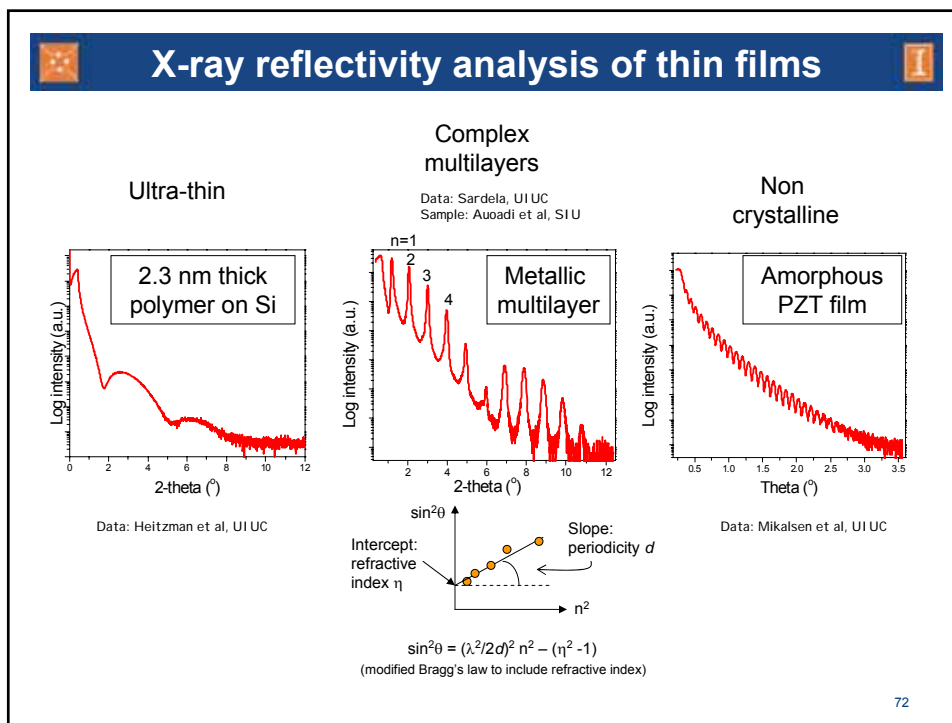 X-ray reflectivity analysis of thin films
Ultra-thin
2.3 nm thick
polymer on Si
Log intensity (a.u.)
0 2 4 6 8 10 12
2-theta (°)
Data: Heitzman et al, UIUC
Complex
multilayers
Data: Sardela, UIUC
Sample: Auoadi et al, SIU
n=1
2
3
4
Metallic
multilayer
Log intensity (a.u.)
2 4 6 8 10 12
2-theta (°)
Non
crystalline
Amorphous
PZT film
Log intensity (a.u.)
0.5 1.0 1.5 2.0 2.5 3.0 3.5
Theta (°)
Data: Mikalsen et al, UIUC
sin²θ
Intercept:
refractive
index η
Slope:
periodicity d
n²
sin²θ = (λ²/2d)² n² – (η² -1)
(modified Bragg's law to include refractive index)
72